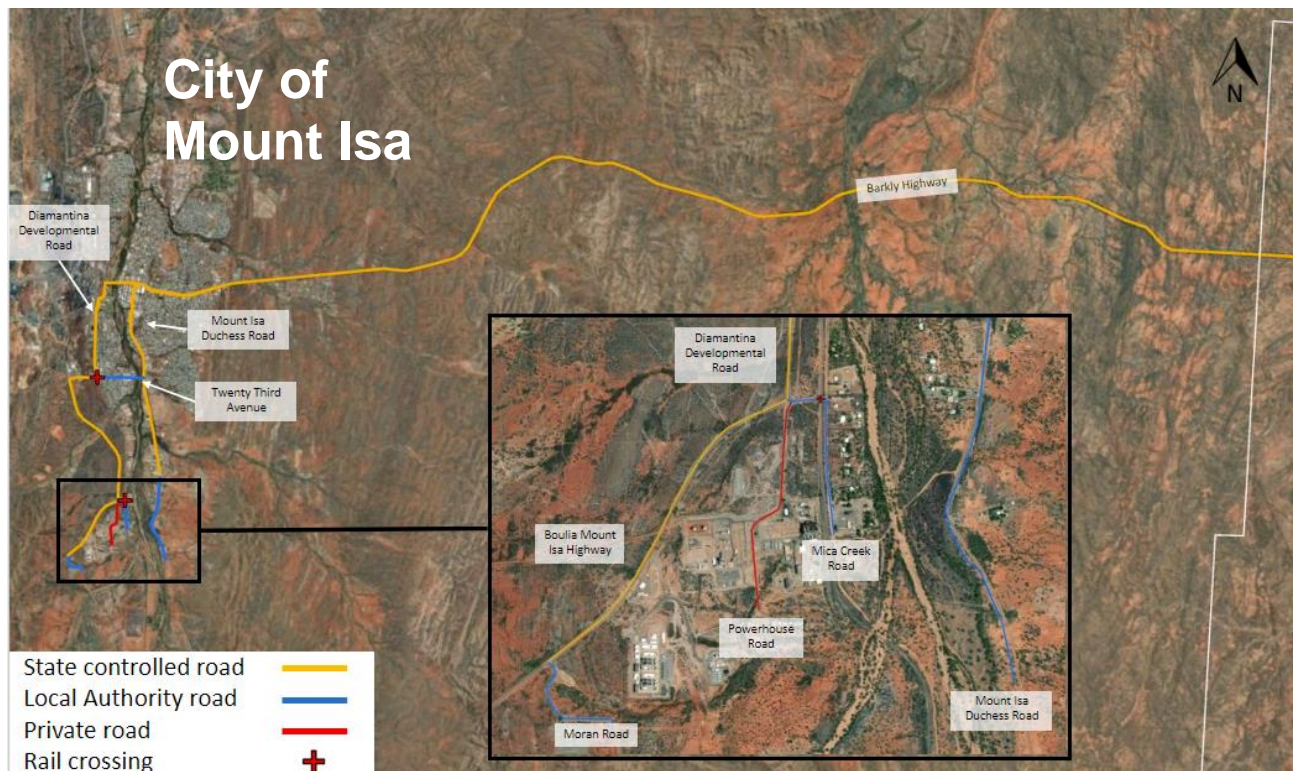 City of
Mount Isa
N
Barkly Highway
Diamantina
Developmental
Road
Mount Isa
Duchess Road
Twenty Third
Avenue
Diamantina
Developmental
Road
Boulia Mount
Isa Highway
Mica Creek
Road
Powerhouse
Road
Mount Isa
Duchess Road
Moran Road
State controlled road
Local Authority road
Private road
Rail crossing